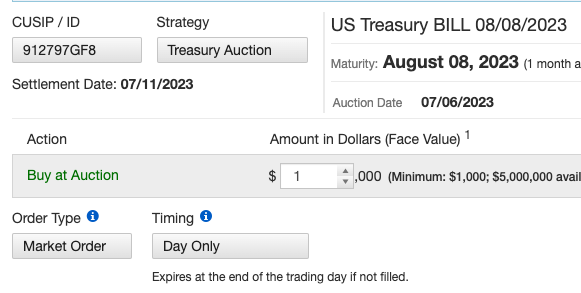 CUSIP / ID
Strategy
912797GF8
Treasury Auction
Settlement Date: 07/11/2023
US Treasury BILL 08/08/2023
Maturity: August 08, 2023 (1 month a
Auction Date 07/06/2023
Action
Amount in Dollars (Face Value) 1
Buy at Auction
$ 1 ,000 (Minimum: $1,000; $5,000,000 avail
Order Type i
Timing i
Market Order
Day Only
Expires at the end of the trading day if not filled.